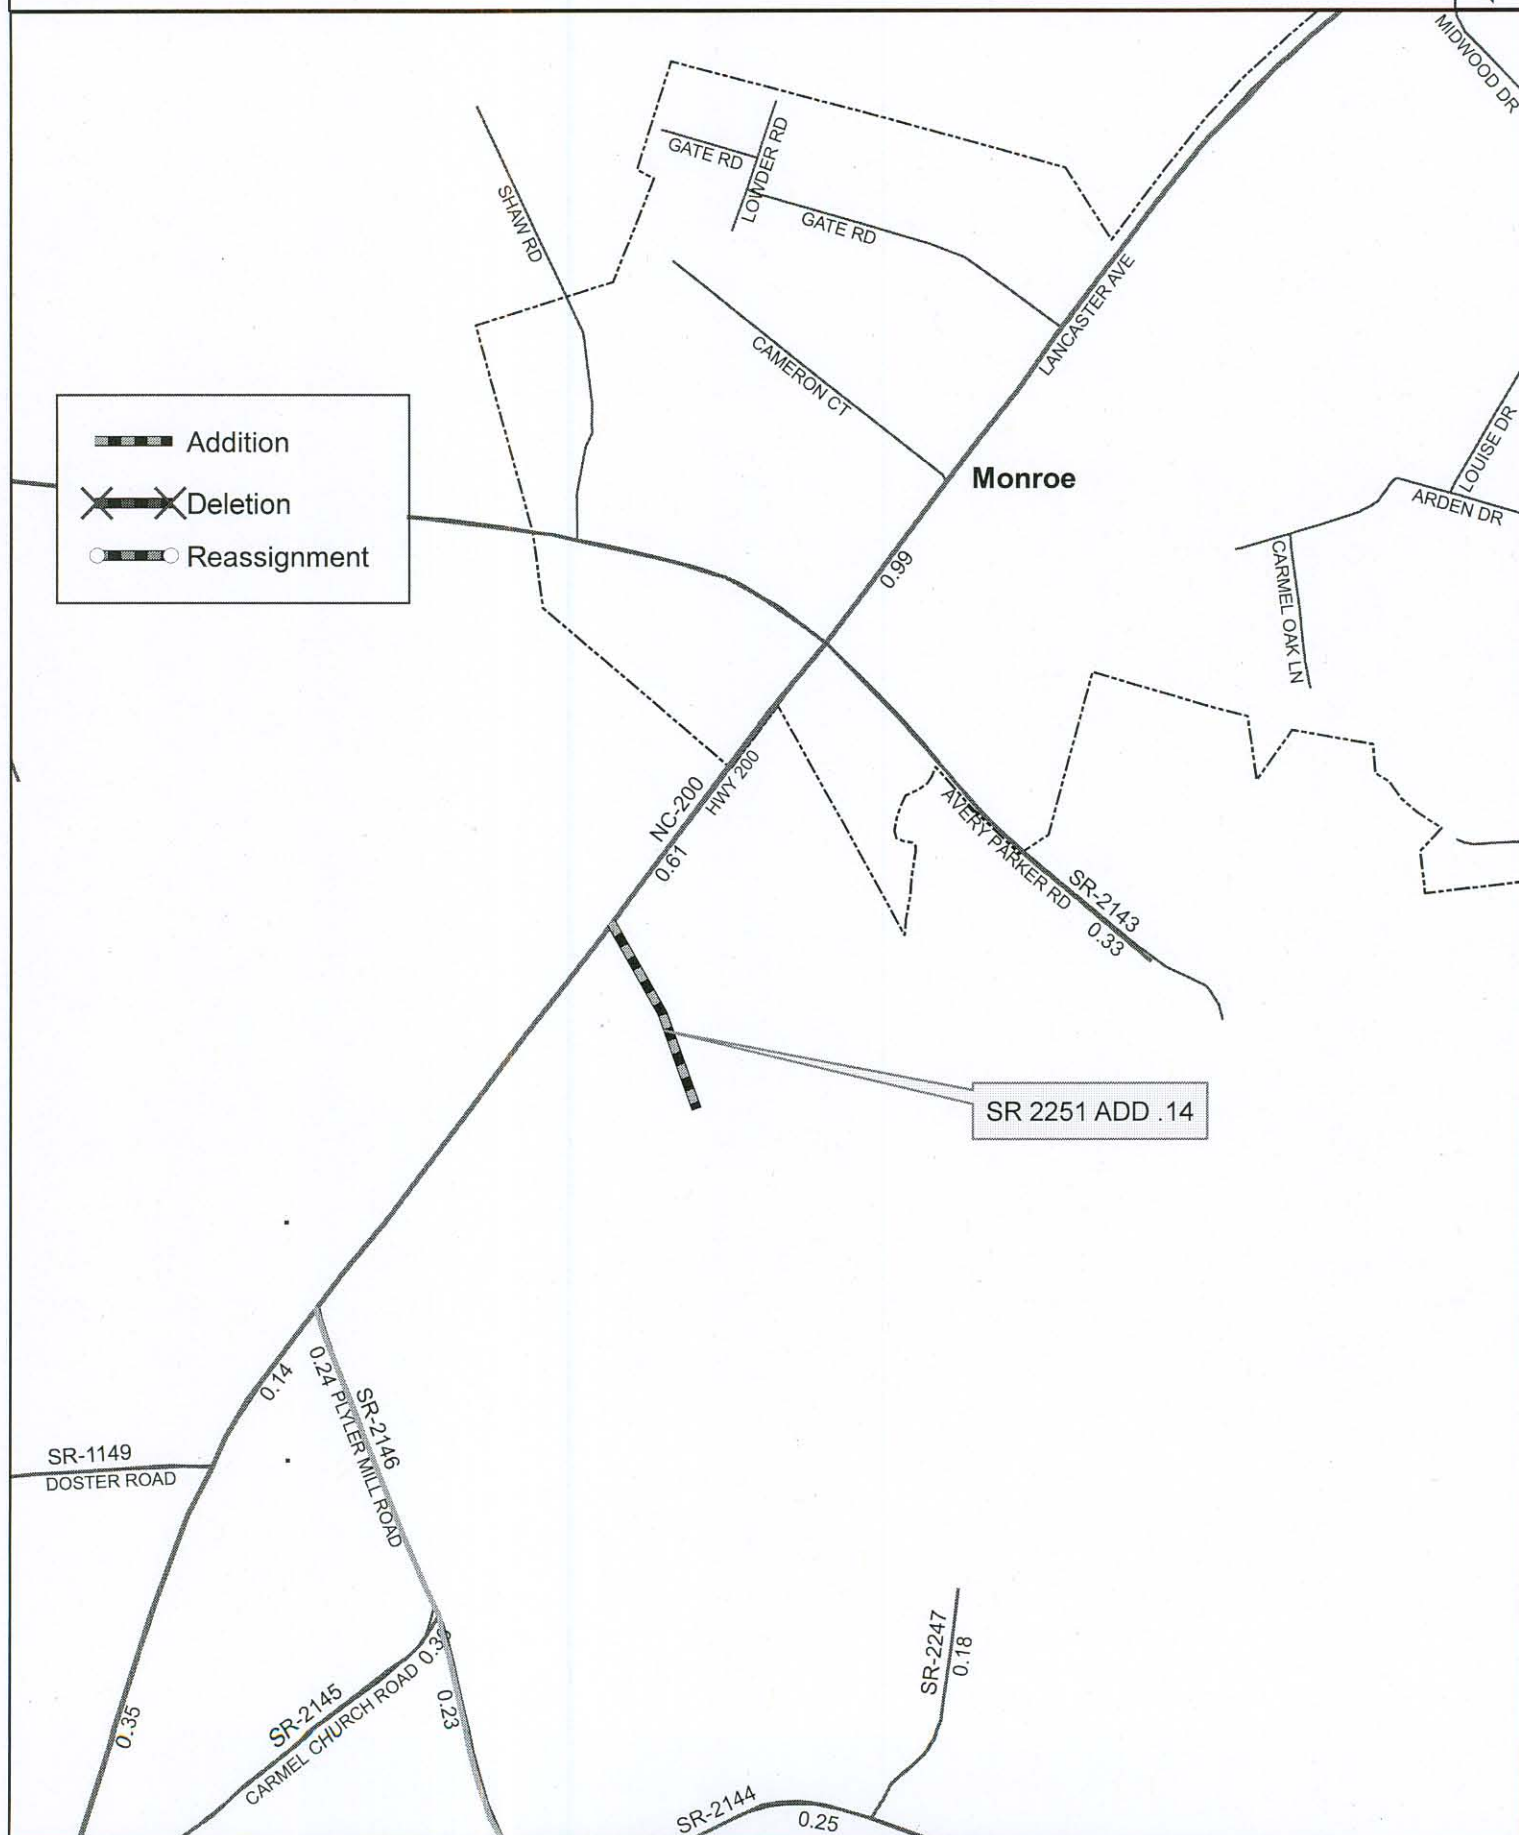 MIDWOOD DR
GATE RD
LOWDER RD
SHAW RD
GATE RD
LANCASTER AVE
CAMERON CT
Addition
Deletion
Reassignment
Monroe
LOUISE DR
ARDEN DR
0.99
CARMEL OAK LN
NC-200
HWY 200
0.61
AVERY PARKER RD
SR-2143
0.33
SR 2251 ADD .14
0.14
0.24 PLYLER MILL ROAD
SR-2146
SR-1149
DOSTER ROAD
SR-2247
0.18
SR-2145
CARMEL CHURCH ROAD
0.23
0.35
SR-2144
0.25